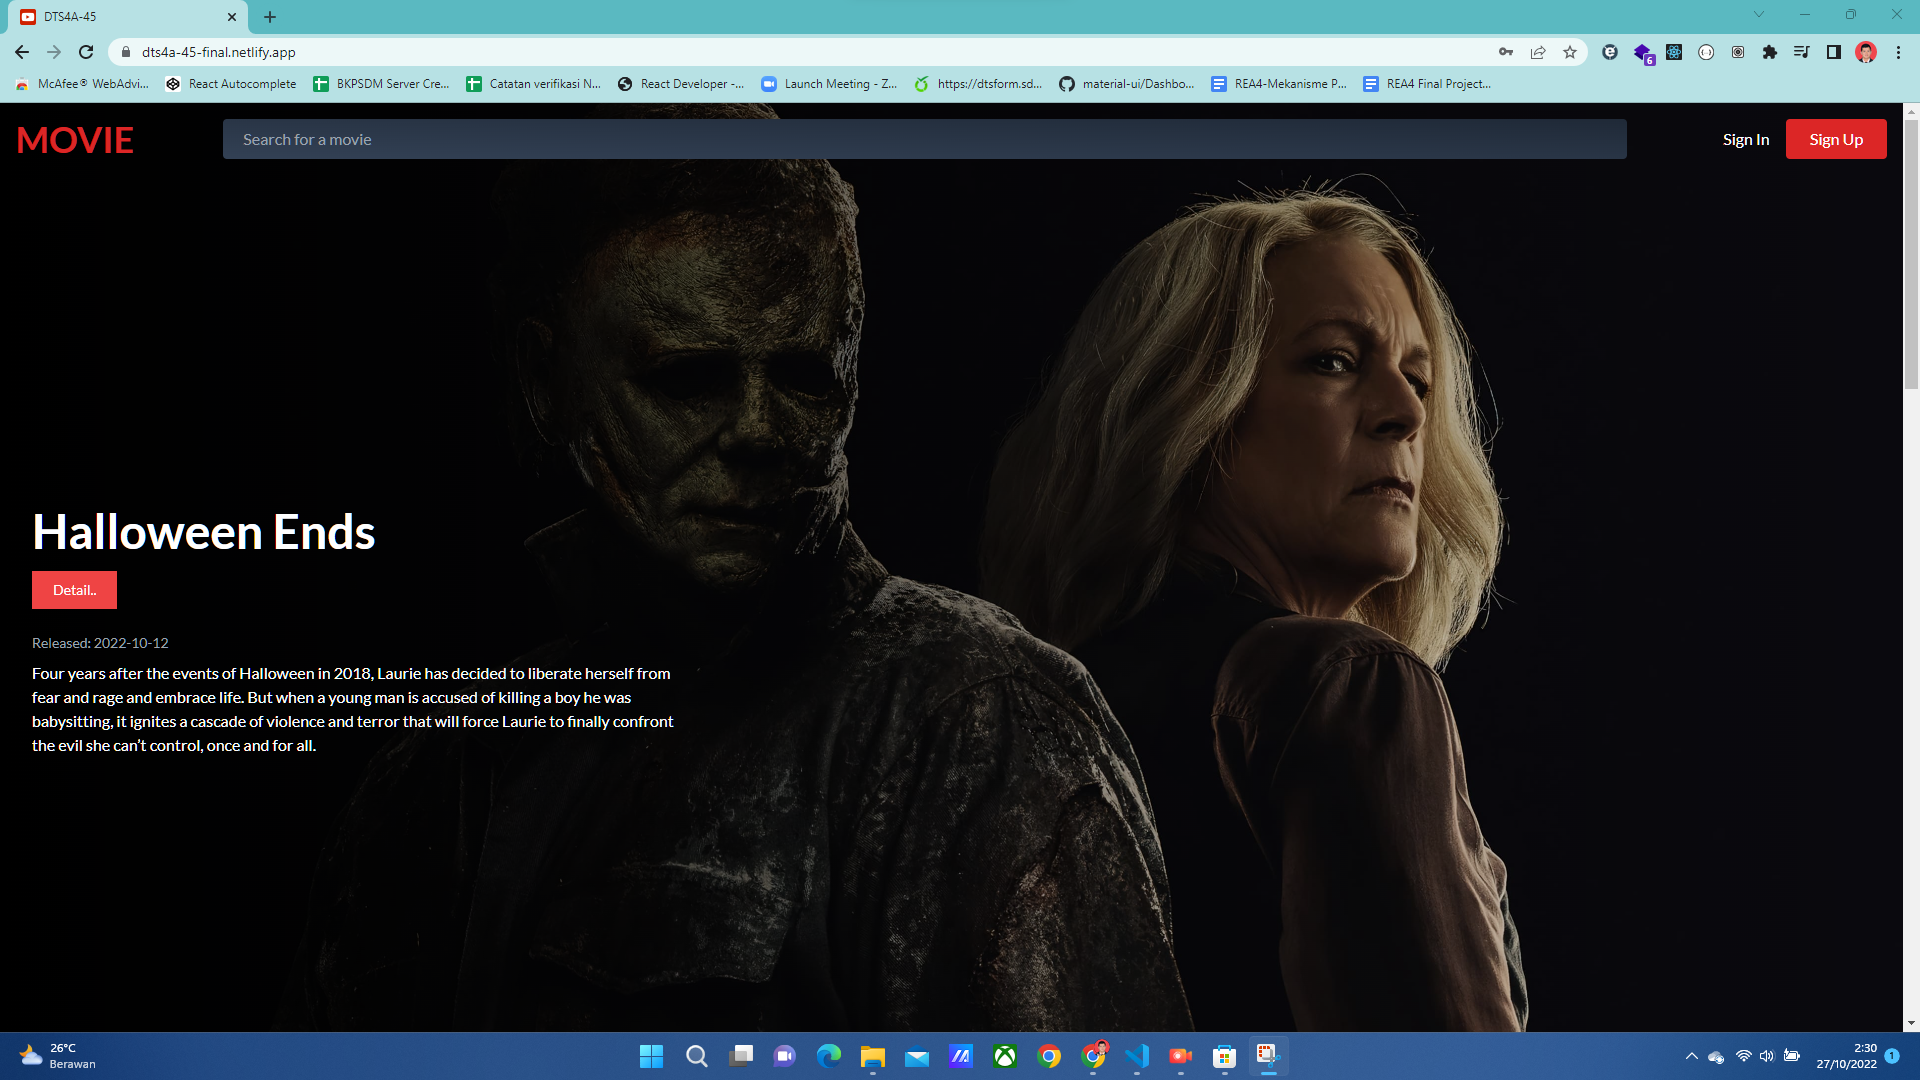 DTS4A-45
dts4a-45-final.netlify.app
6
McAfee® WebAdvi...
React Autocomplete
BKPSDM Server Cre...
Catatan verifikasi N...
React Developer -...
Launch Meeting - Z...
https://dtsform.sd...
material-ui/Dashbo...
REA4-Mekanisme P...
REA4 Final Project...
MOVIE
Search for a movie
Sign In
Sign Up
Halloween Ends
Detail..
Released: 2022-10-12
Four years after the events of Halloween in 2018, Laurie has decided to liberate herself from
fear and rage and embrace life. But when a young man is accused of killing a boy he was
babysitting, it ignites a cascade of violence and terror that will force Laurie to finally confront
the evil she can't control, once and for all.
26°C
Berawan
2:30
27/10/2022
1